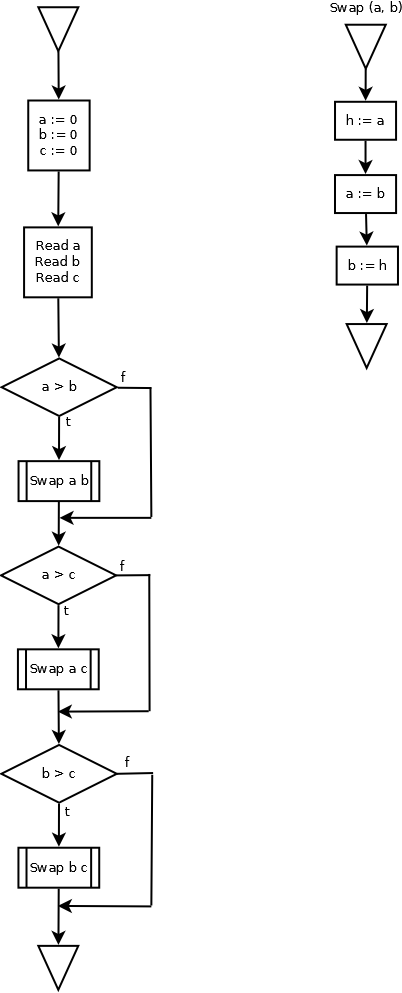 a := 0
b := 0
c := 0
Read a
Read b
Read c
a > b
f
t
Swap a b
a > c
f
t
Swap a c
b > c
f
t
Swap b c
Swap (a, b)
h := a
a := b
b := h